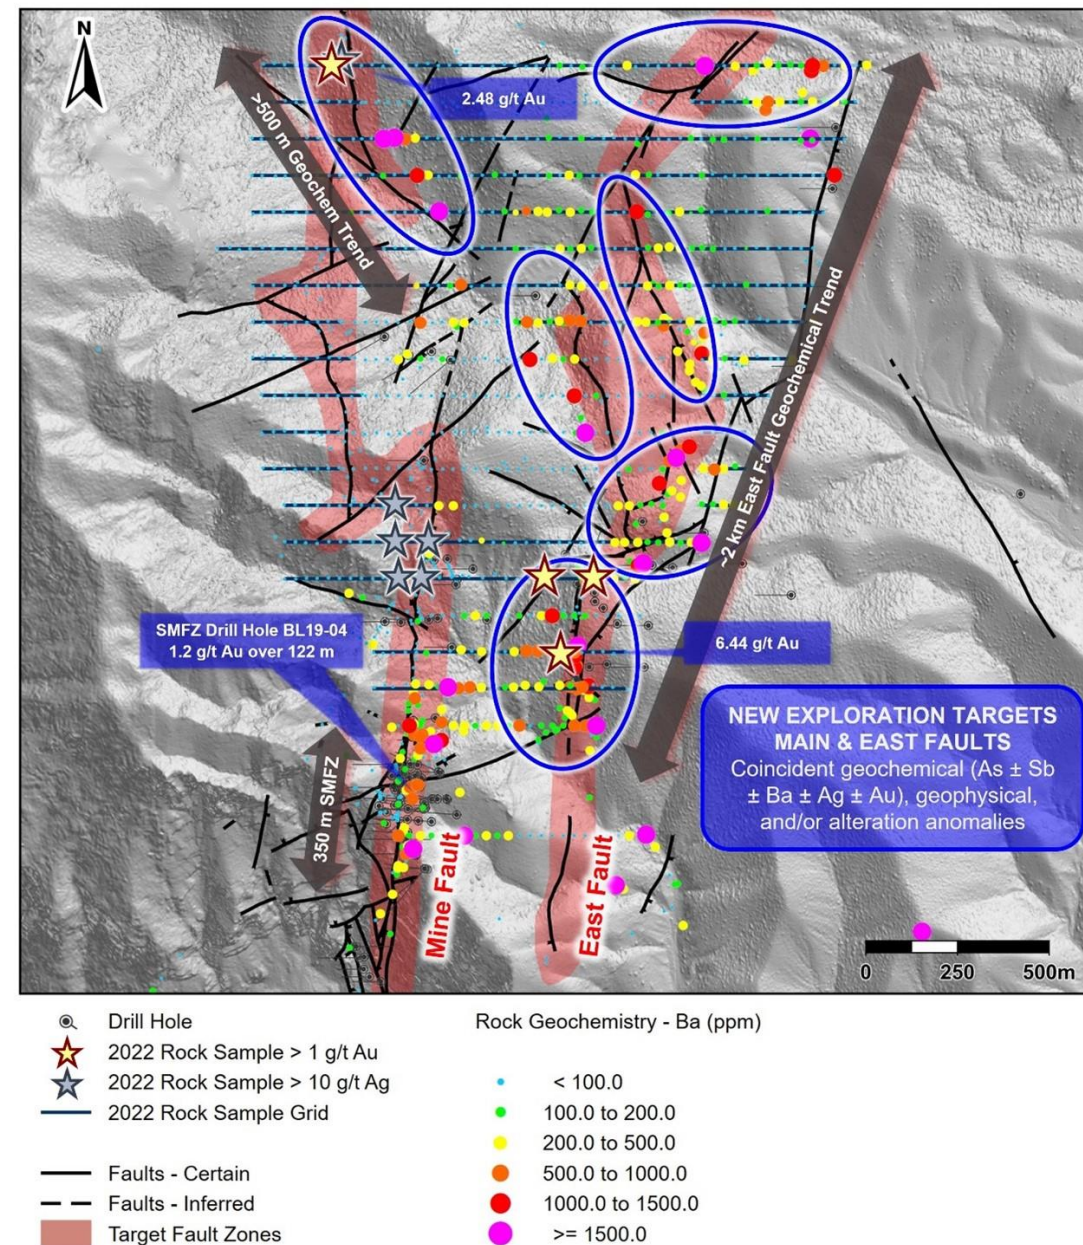 N
2.48 g/t Au
>500 m Geochem Trend
~2 km East Fault Geochemical Trend
SMFZ Drill Hole BL19-04
1.2 g/t Au over 122 m
6.44 g/t Au
NEW EXPLORATION TARGETS
MAIN & EAST FAULTS
Coincident geochemical (As ± Sb
± Ba ± Ag ± Au), geophysical,
and/or alteration anomalies
350 m SMFZ
Mine Fault
East Fault
0 250 500m
Drill Hole
2022 Rock Sample > 1 g/t Au
2022 Rock Sample > 10 g/t Ag
2022 Rock Sample Grid
Faults - Certain
Faults - Inferred
Target Fault Zones
Rock Geochemistry - Ba (ppm)
< 100.0
100.0 to 200.0
200.0 to 500.0
500.0 to 1000.0
1000.0 to 1500.0
>= 1500.0